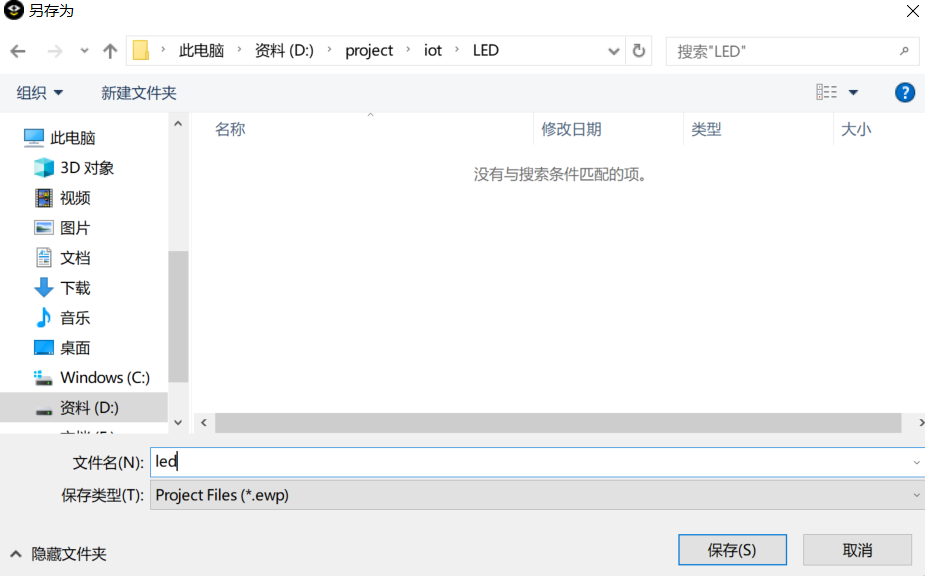 另存为
此电脑 › 资料 (D:) › project › iot › LED
搜索"LED"
组织
新建文件夹
?
名称
修改日期
类型
大小
没有与搜索条件匹配的项。
此电脑
3D 对象
视频
图片
文档
下载
音乐
桌面
Windows (C:)
资料 (D:)
文件名(N):
led
保存类型(T):
Project Files (*.ewp)
隐藏文件夹
保存(S)
取消